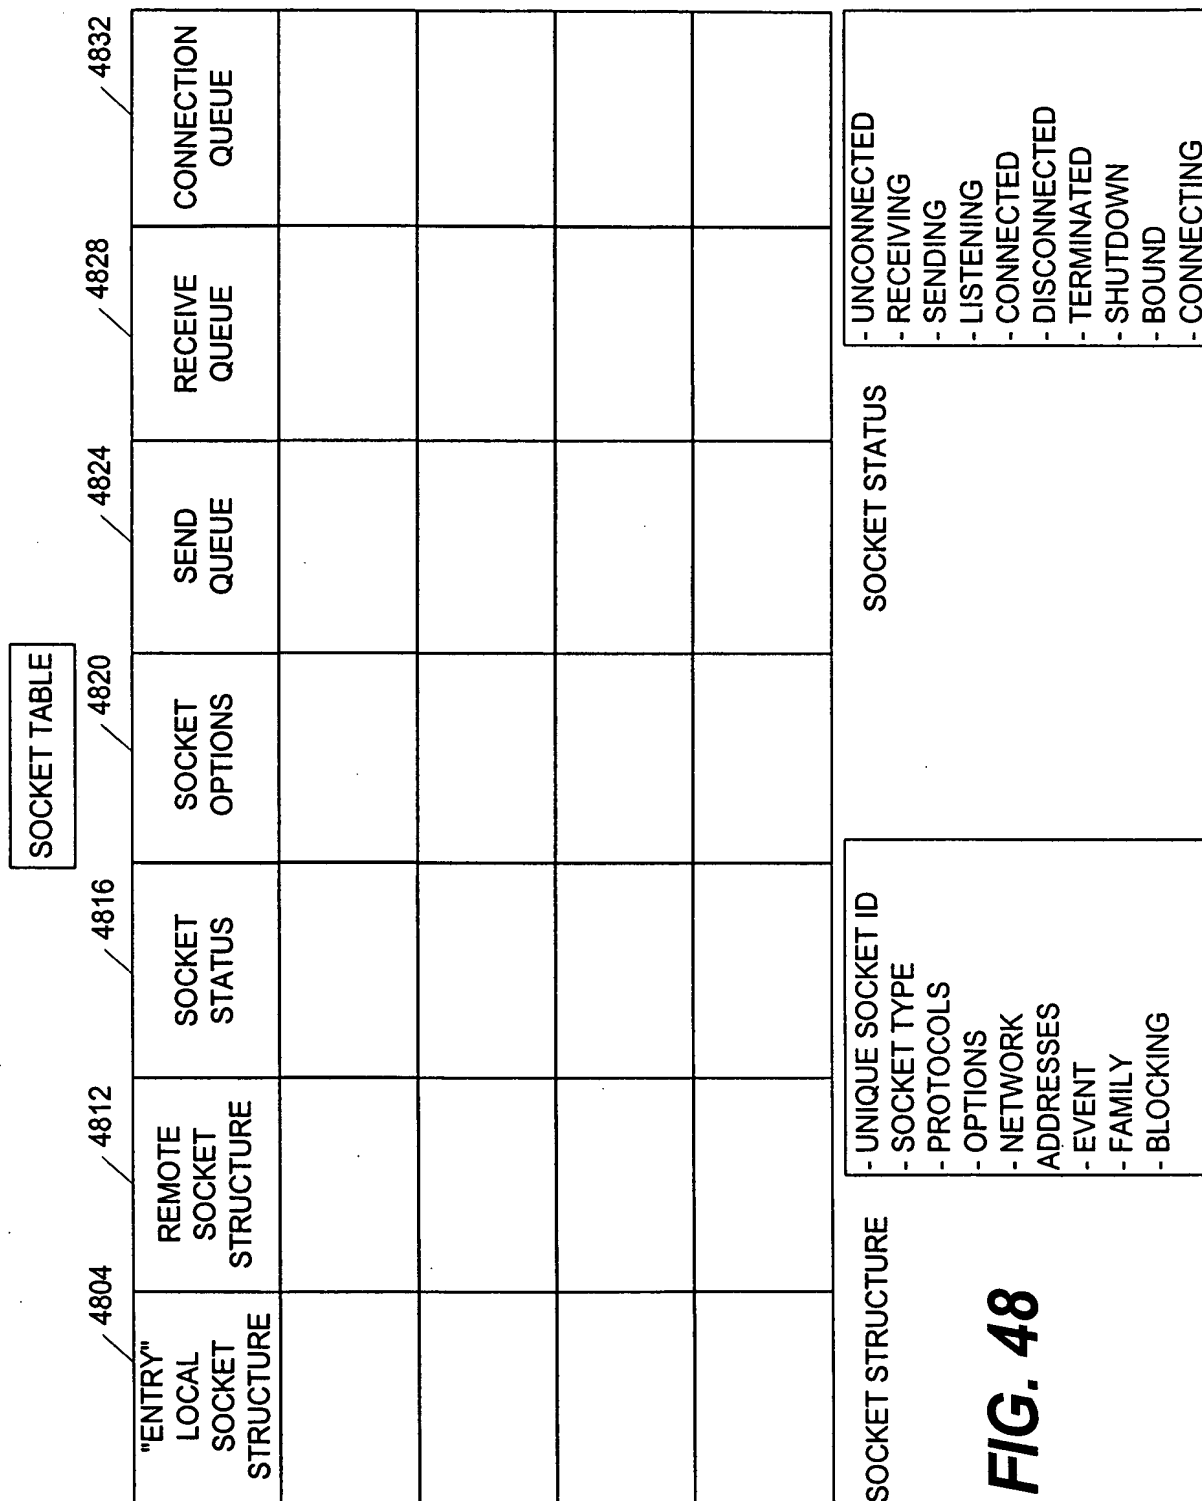 SOCKET TABLE
4804
4812
4816
4820
4824
4828
4832
"ENTRY"
LOCAL
SOCKET
STRUCTURE
REMOTE
SOCKET
STRUCTURE
SOCKET
STATUS
SOCKET
OPTIONS
SEND
QUEUE
RECEIVE
QUEUE
CONNECTION
QUEUE
SOCKET STRUCTURE
- UNIQUE SOCKET ID
- SOCKET TYPE
- PROTOCOLS
- OPTIONS
- NETWORK
ADDRESSES
- EVENT
- FAMILY
- BLOCKING
SOCKET STATUS
- UNCONNECTED
- RECEIVING
- SENDING
- LISTENING
- CONNECTED
- DISCONNECTED
- TERMINATED
- SHUTDOWN
- BOUND
- CONNECTING
FIG. 48